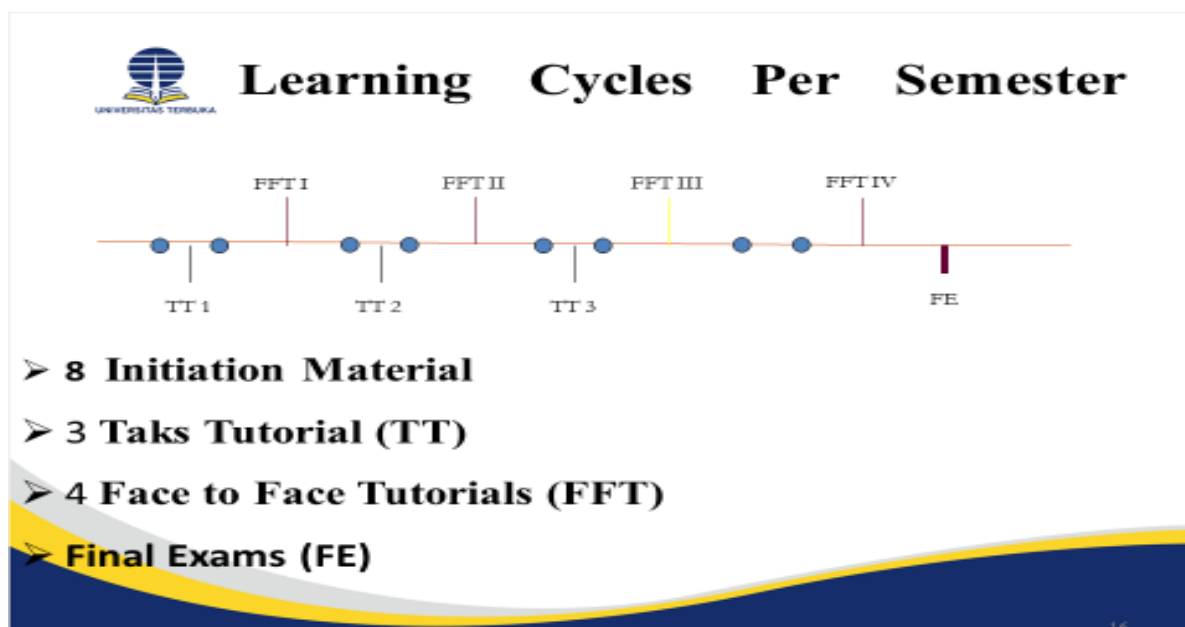 UNIVERSITAS TERBUKA
Learning Cycles Per Semester
FFT I FFT II FFT III FFT IV
TT 1 TT 2 TT 3 FE
➢ 8 Initiation Material
➢ 3 Taks Tutorial (TT)
➢ 4 Face to Face Tutorials (FFT)
➢ Final Exams (FE)
16